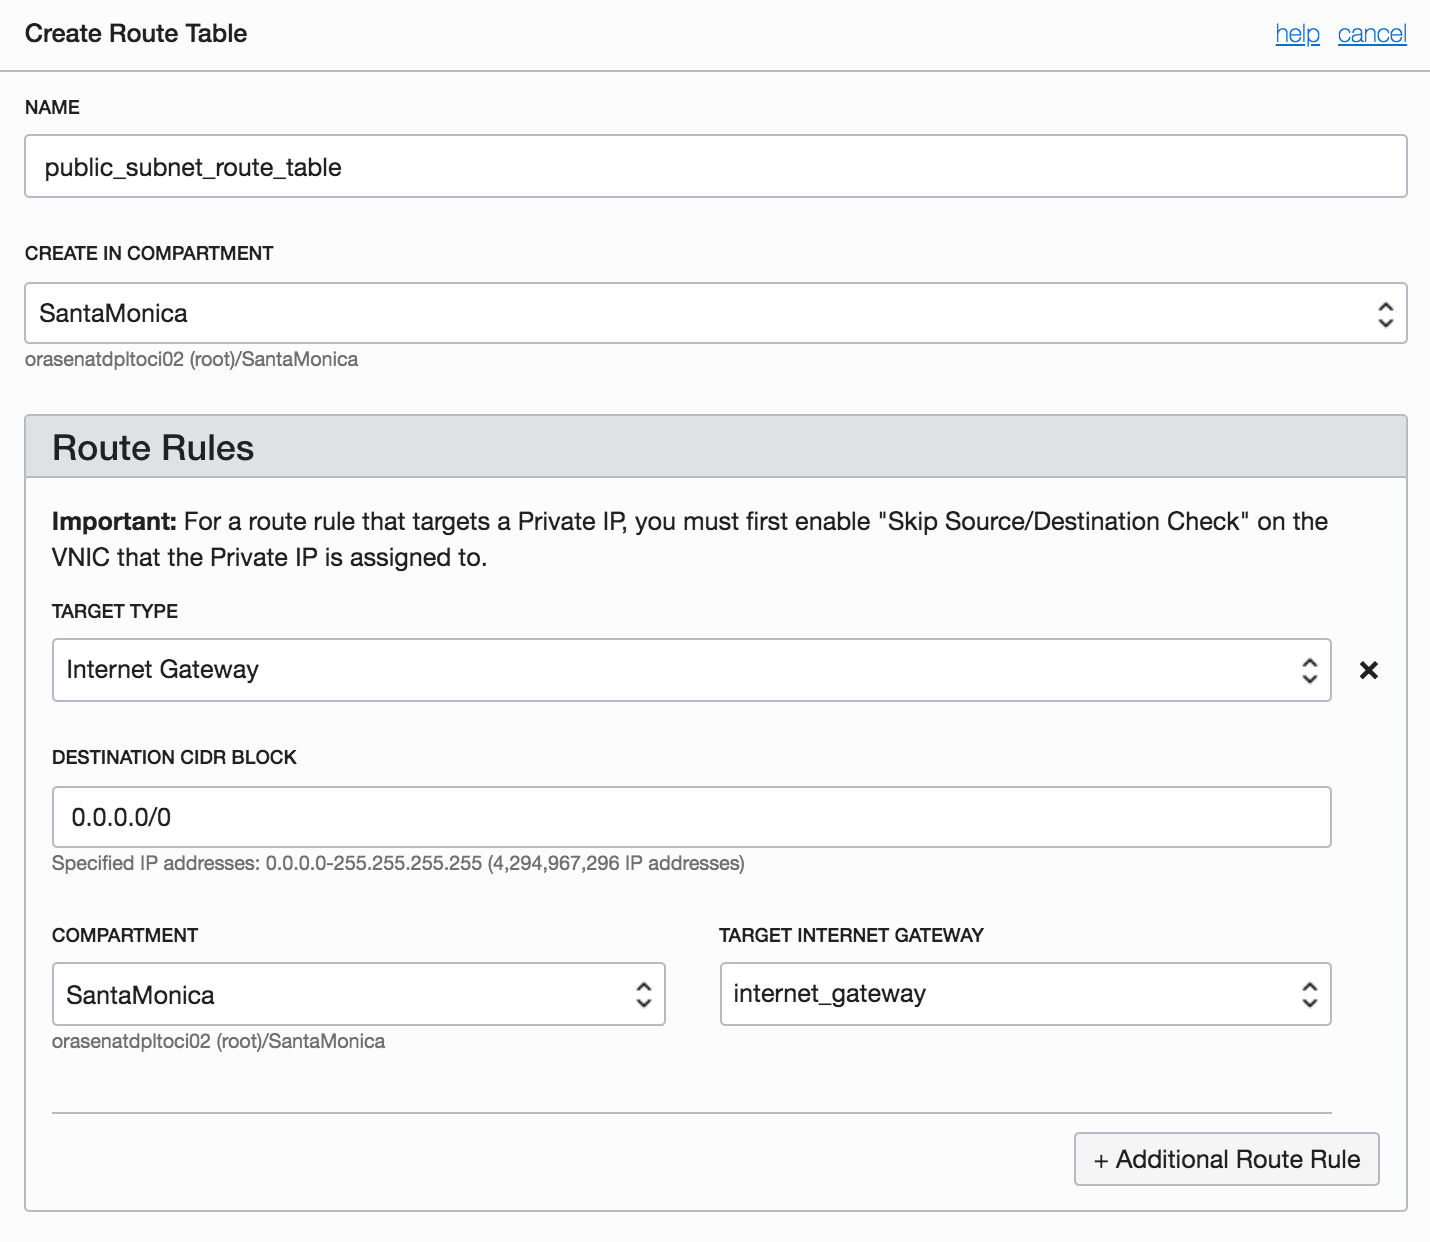 Create Route Table
help cancel
NAME
public_subnet_route_table
CREATE IN COMPARTMENT
SantaMonica
orasenatdpltoci02 (root)/SantaMonica
Route Rules
Important: For a route rule that targets a Private IP, you must first enable "Skip Source/Destination Check" on the
VNIC that the Private IP is assigned to.
TARGET TYPE
Internet Gateway
DESTINATION CIDR BLOCK
0.0.0.0/0
Specified IP addresses: 0.0.0.0-255.255.255.255 (4,294,967,296 IP addresses)
COMPARTMENT
SantaMonica
orasenatdpltoci02 (root)/SantaMonica
TARGET INTERNET GATEWAY
internet_gateway
+ Additional Route Rule